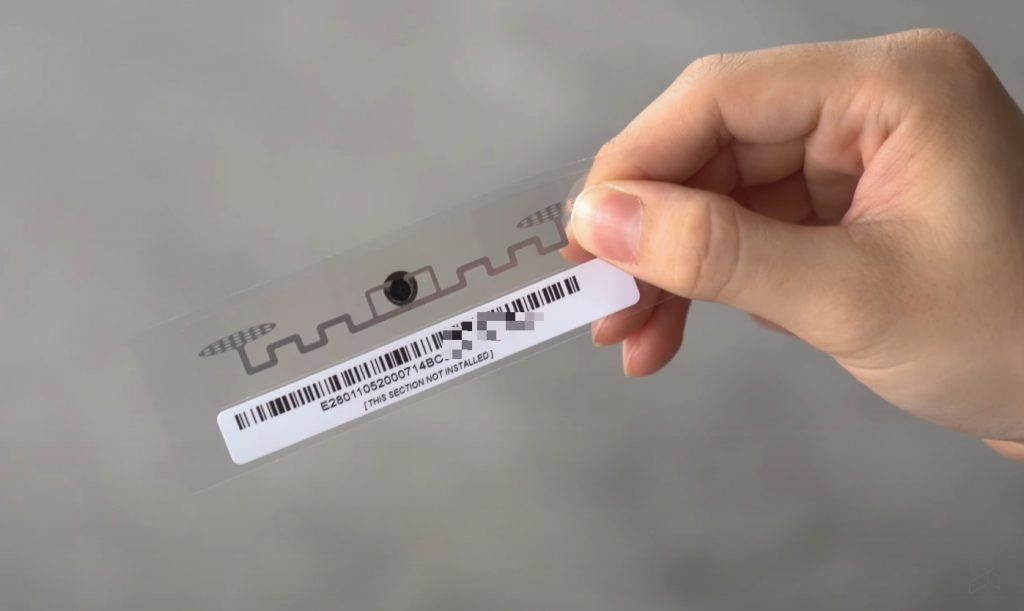 E28011052000714BC
[ THIS SECTION NOT INSTALLED ]